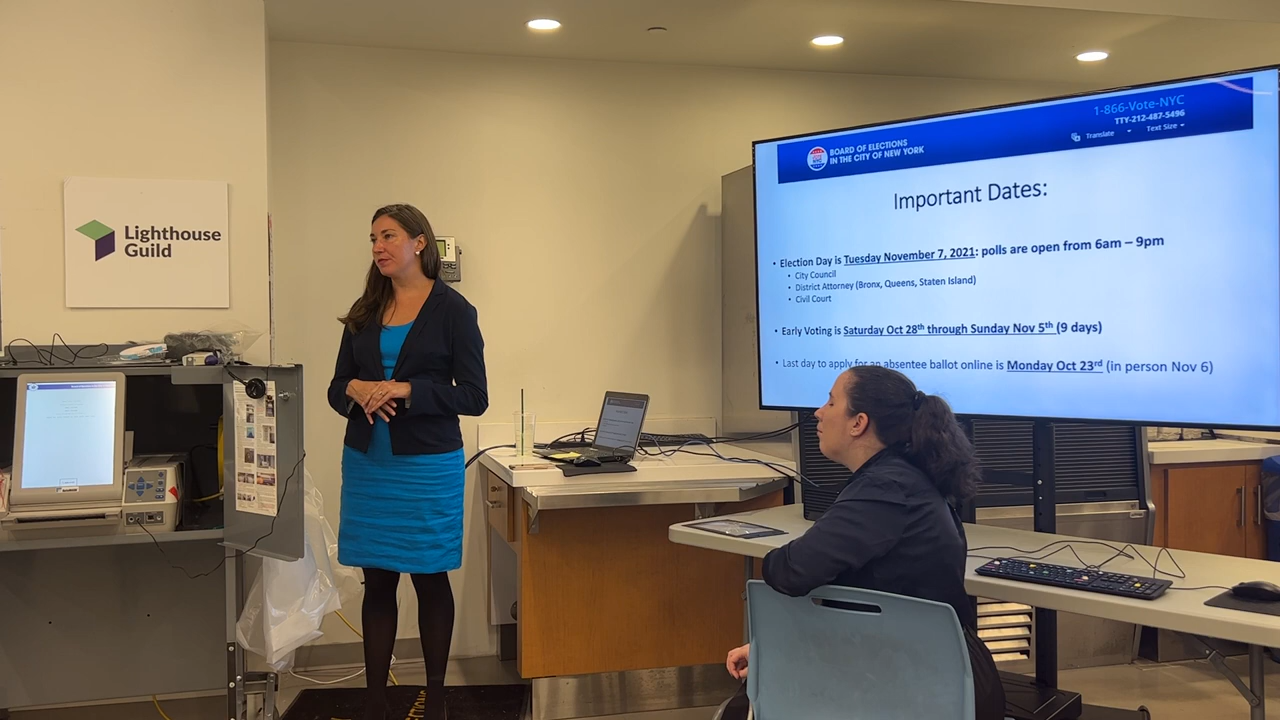 Lighthouse
Guild
1-866-Vote-NYC
TTY-212-487-5496
Translate
Text Size
BOARD OF ELECTIONS
IN THE CITY OF NEW YORK
Important Dates:
• Election Day is Tuesday November 7, 2021: polls are open from 6am – 9pm
• City Council
• District Attorney (Bronx, Queens, Staten Island)
• Civil Court
• Early Voting is Saturday Oct 28th through Sunday Nov 5th (9 days)
• Last day to apply for an absentee ballot online is Monday Oct 23rd (in person Nov 6)